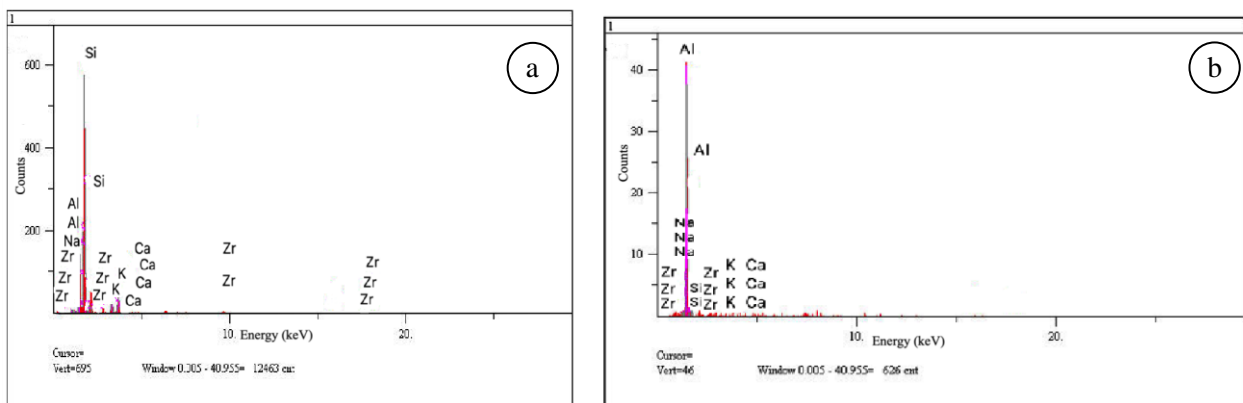 1
a
Si
600
400
Counts
Si
Al
Al
200
Na
Zr
Zr
Zr
Zr
Zr
Zr
K
K
Ca
Ca
Ca
Ca
Zr
Zr
Zr
Zr
Zr
10. Energy (keV) 20.
Cursor=
Vert=695 Window 0.005 - 40.955= 12463 cnt
1
b
Al
40
30
Counts
Al
20
Na
Na
Na
10
Zr
Zr
Zr
Si
Si
Zr
Zr
Zr
K
K
K
Ca
Ca
Ca
10. Energy (keV) 20.
Cursor=
Vert=46 Window 0.005 - 40.955= 626 cnt